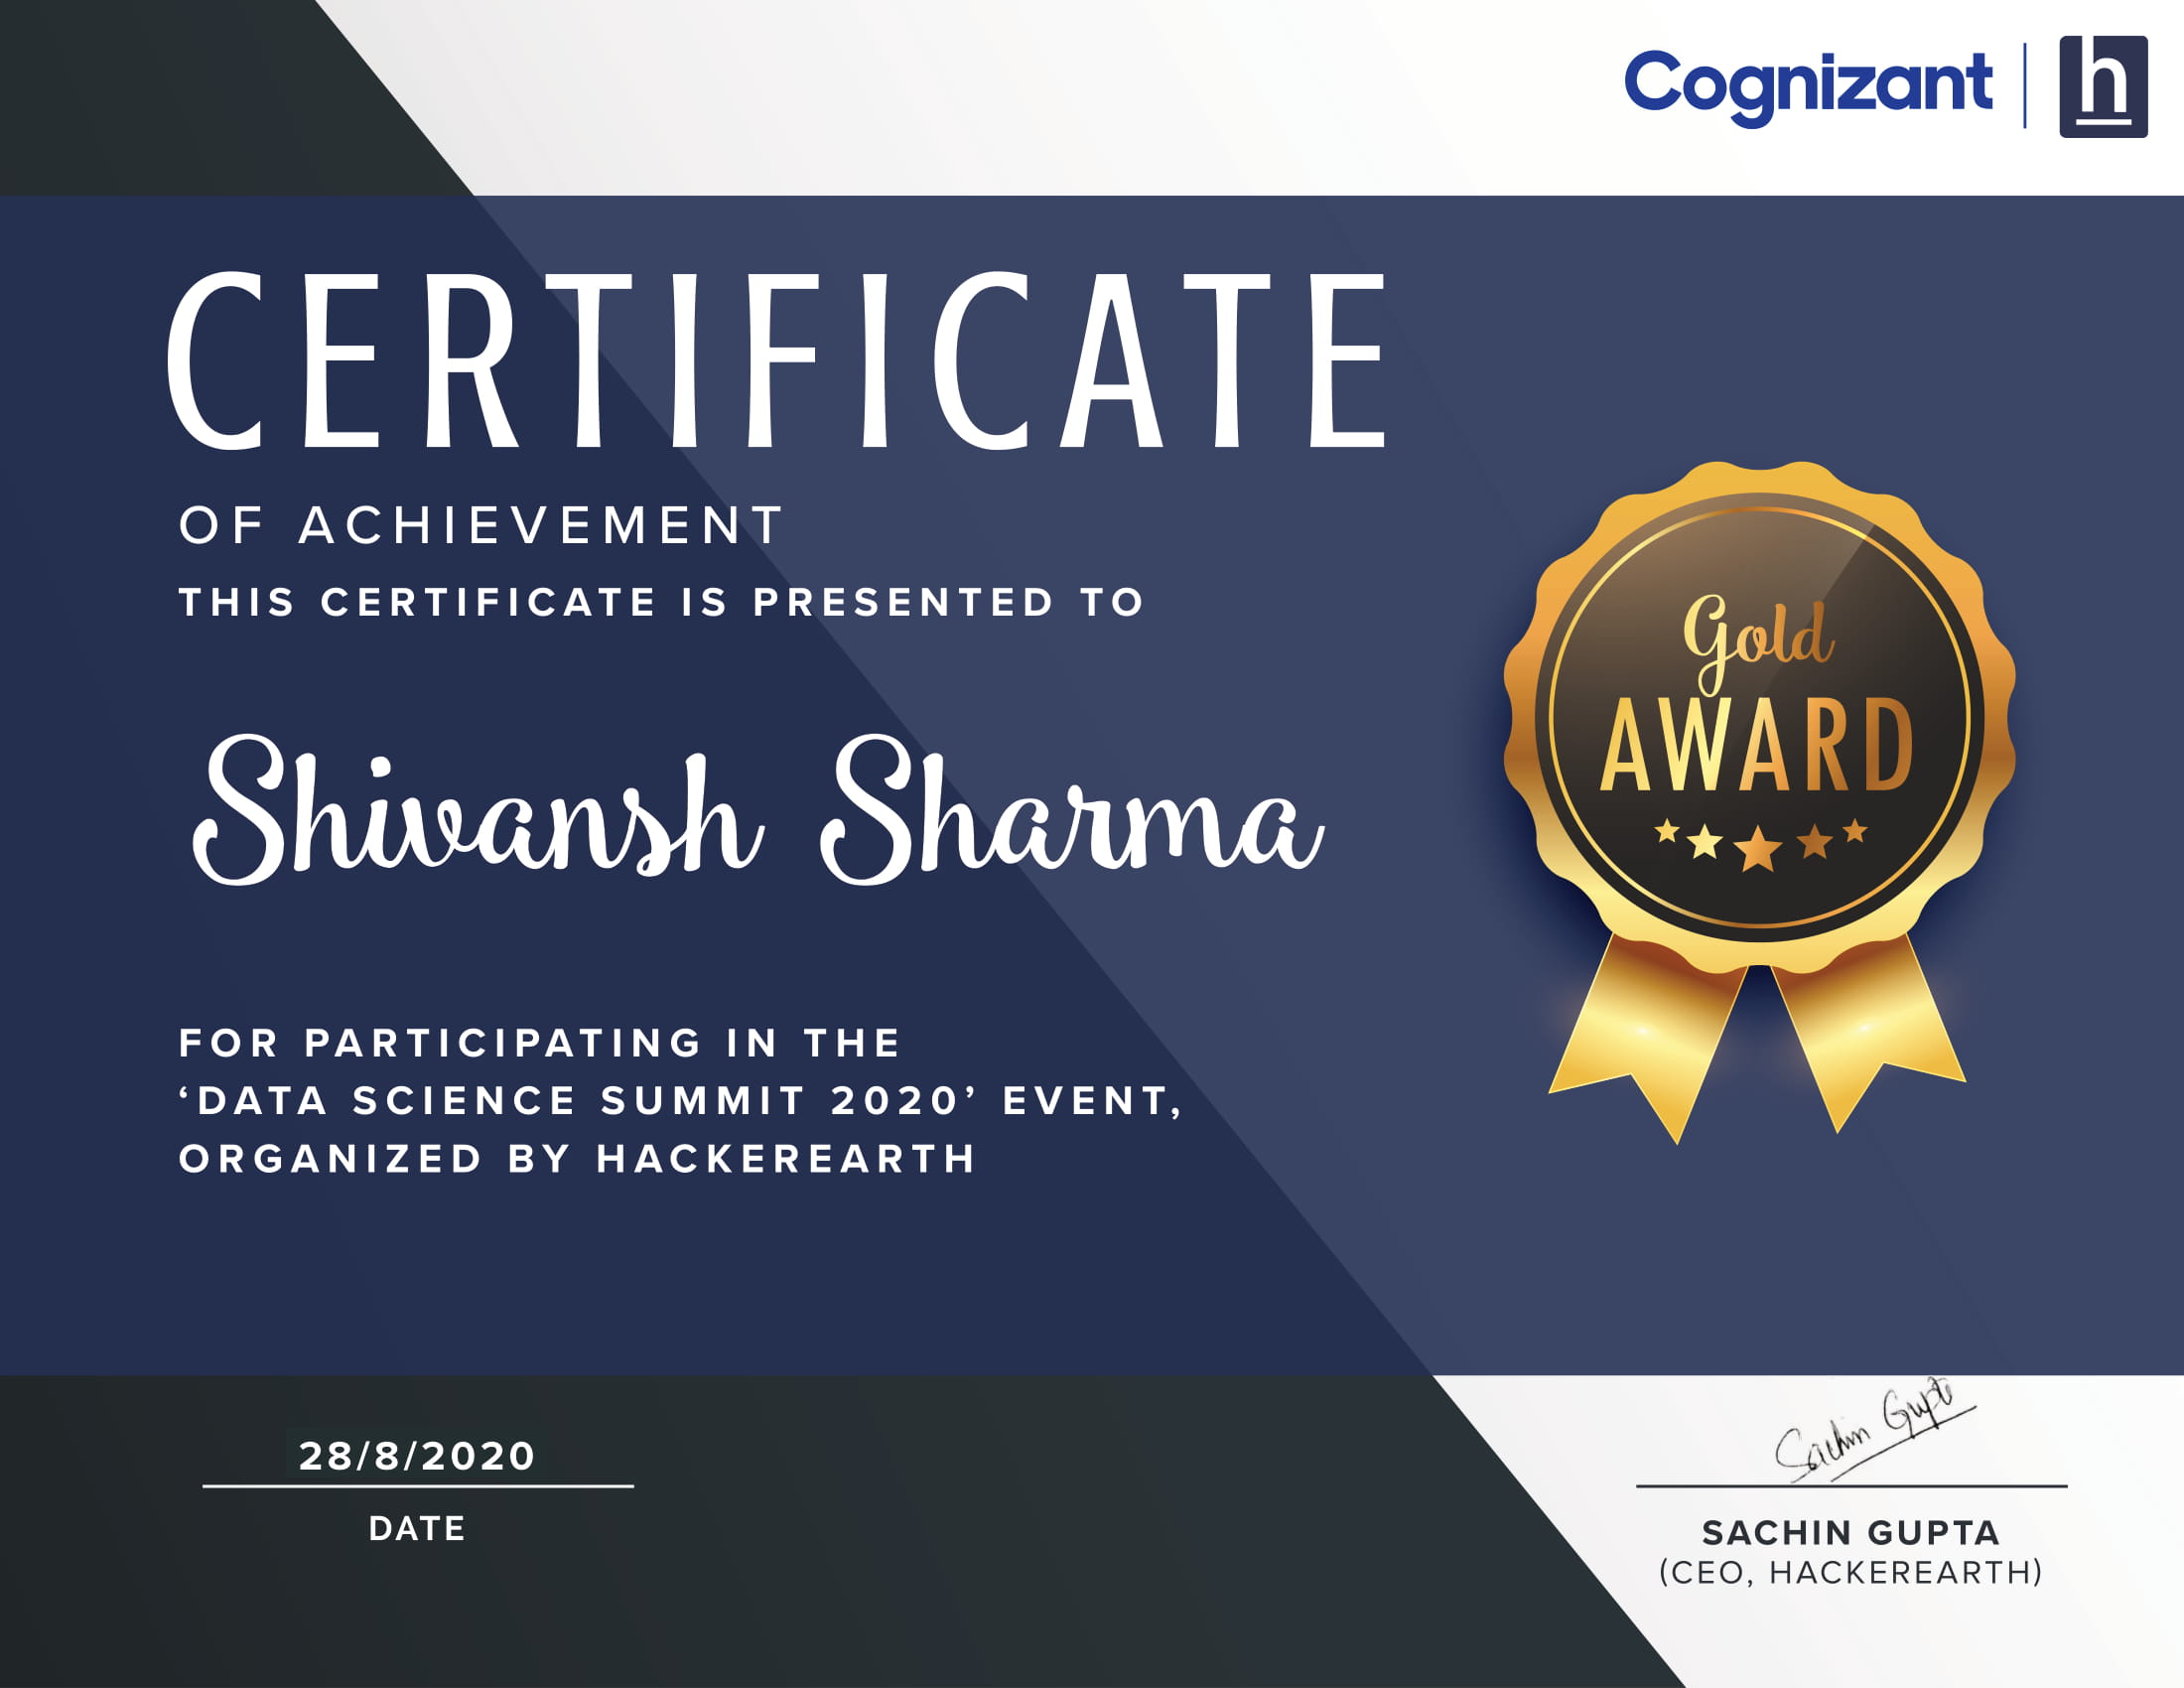 Cognizant | h
CERTIFICATE
OF ACHIEVEMENT
THIS CERTIFICATE IS PRESENTED TO
Shivansh Sharma
Gold
AWARD
FOR PARTICIPATING IN THE
‘DATA SCIENCE SUMMIT 2020’ EVENT,
ORGANIZED BY HACKEREARTH
28/8/2020
DATE
Sachin Gupta
SACHIN GUPTA
(CEO, HACKEREARTH)